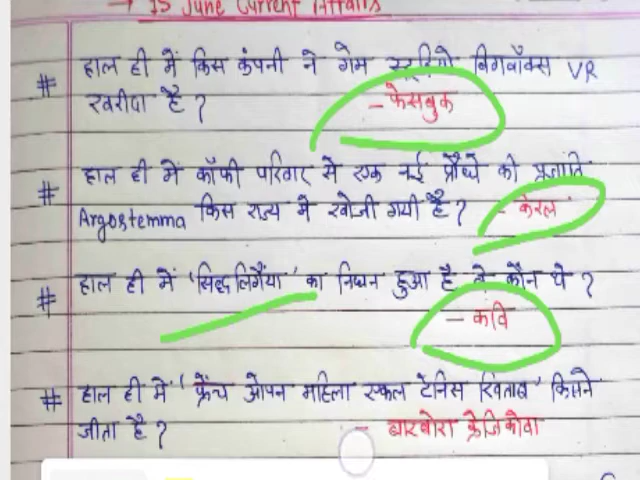 → 15 June Current Affairs
# हाल ही में किस कंपनी ने गेम स्टूडियो बिगबॉक्स VR
खरीदा है ?
- फेसबुक
# हाल ही में कॉफी परिवार से एक नई पौधे की प्रजाति
Argostemma किस राज्य में खोजी गयी है ? - केरल
# हाल ही में 'सिद्धलिंगैया' का निधन हुआ है वे कौन थे ?
- कवि
# हाल ही में 'फ्रेंच ओपन महिला एकल टेनिस खिताब' किसने
जीता है ? - बारबोरा क्रेजिकोवा